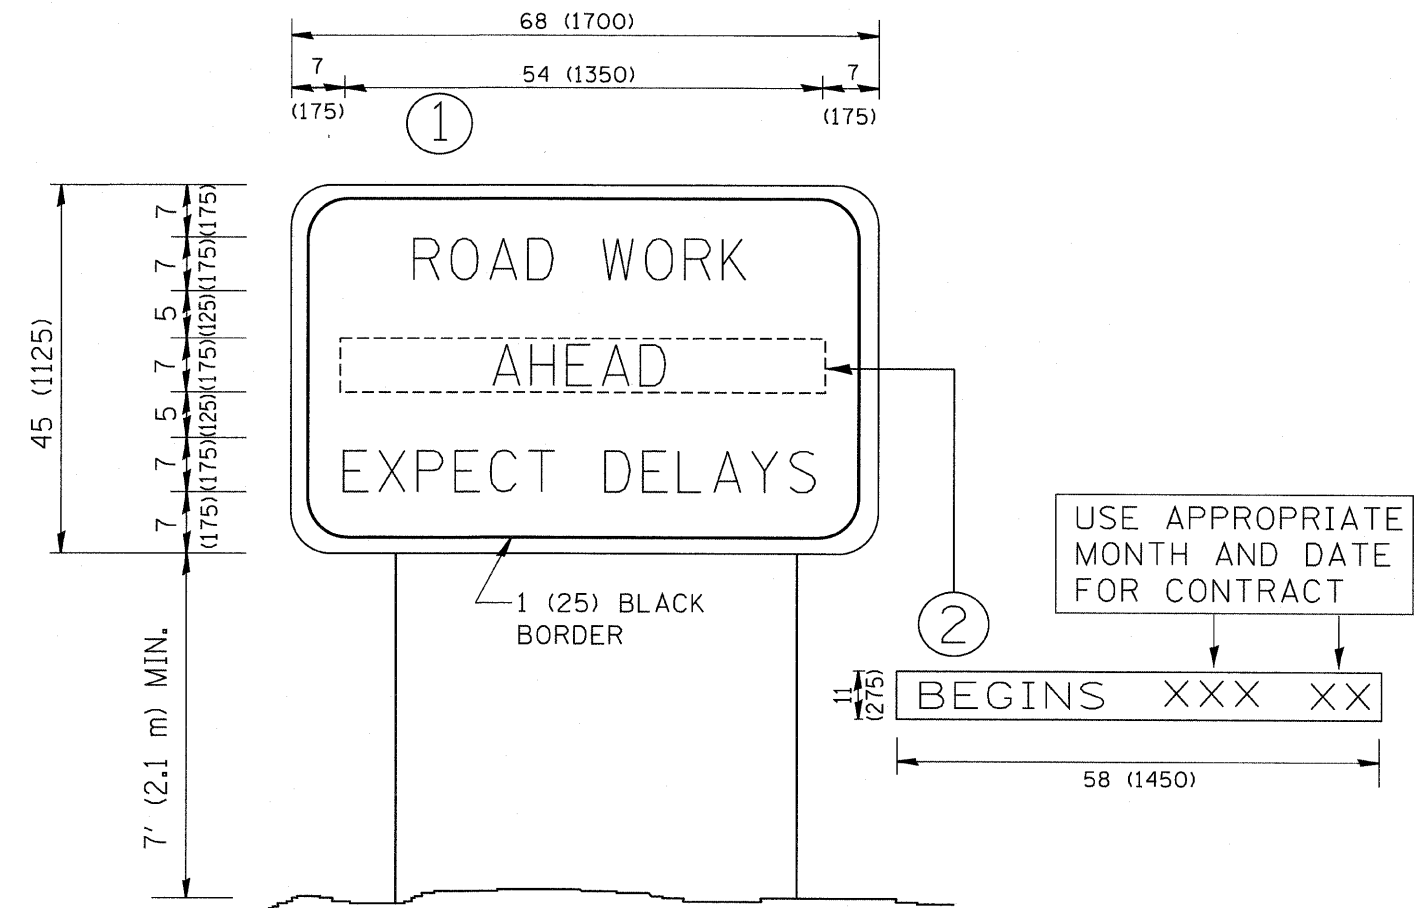 68 (1700)
7
54 (1350)
7
(175)
(175)
1
7
(175)
7
(175)
5
(125)
7
(175)
5
(125)
7
(175)
7
(175)
45 (1125)
ROAD WORK
AHEAD
EXPECT DELAYS
1 (25) BLACK
BORDER
7' (2.1 m) MIN.
USE APPROPRIATE
MONTH AND DATE
FOR CONTRACT
2
11
(275)
BEGINS XXX XX
58 (1450)